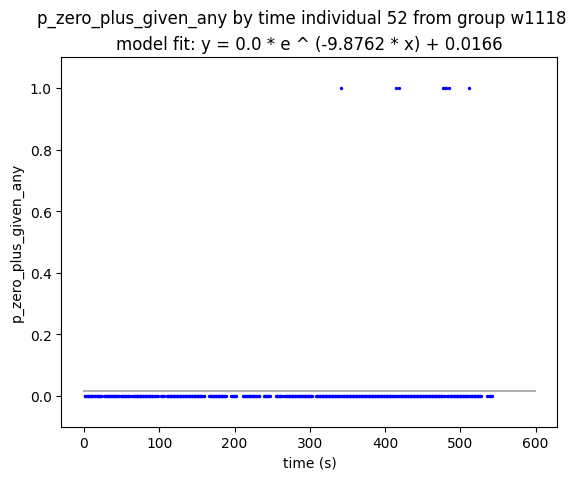 p_zero_plus_given_any by time individual 52 from group w1118
model fit: y = 0.0 * e ^ (-9.8762 * x) + 0.0166
1.0
0.8
0.6
0.4
0.2
0.0
p_zero_plus_given_any
0 100 200 300 400 500 600
time (s)